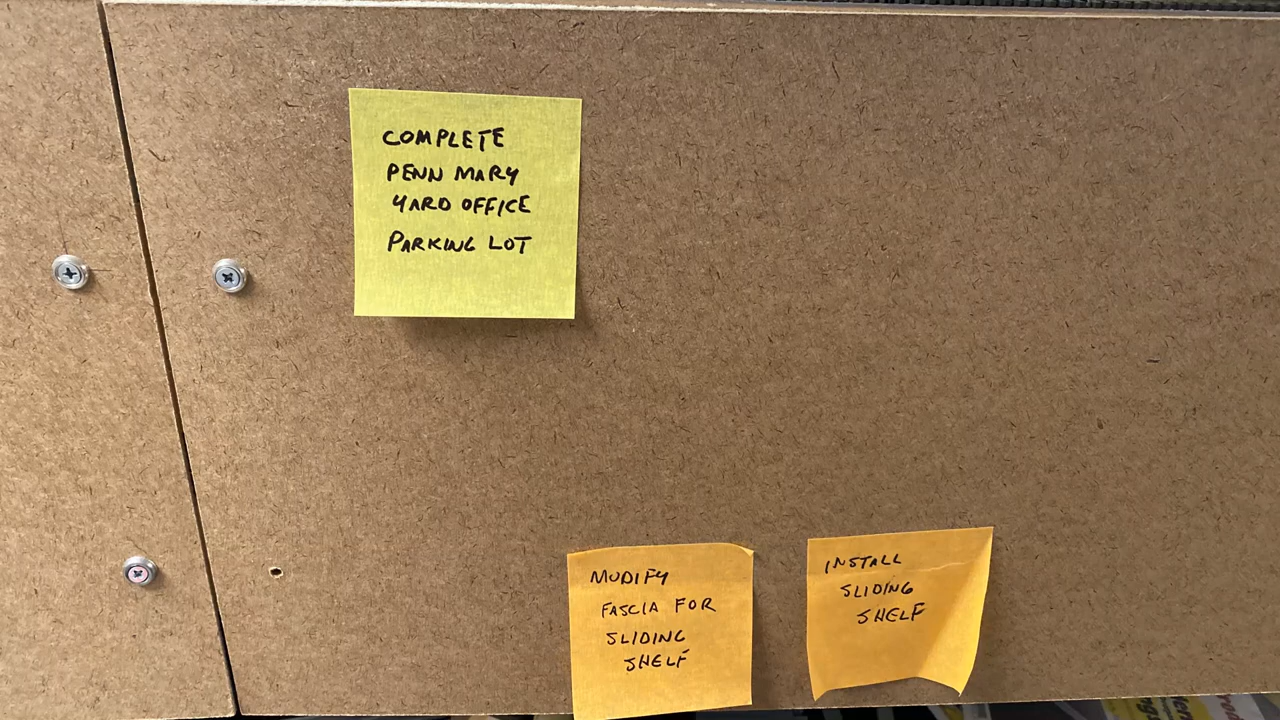 COMPLETE
PENN MARY
YARD OFFICE
PARKING LOT
MODIFY
FASCIA FOR
SLIDING
SHELF
INSTALL
SLIDING
SHELF